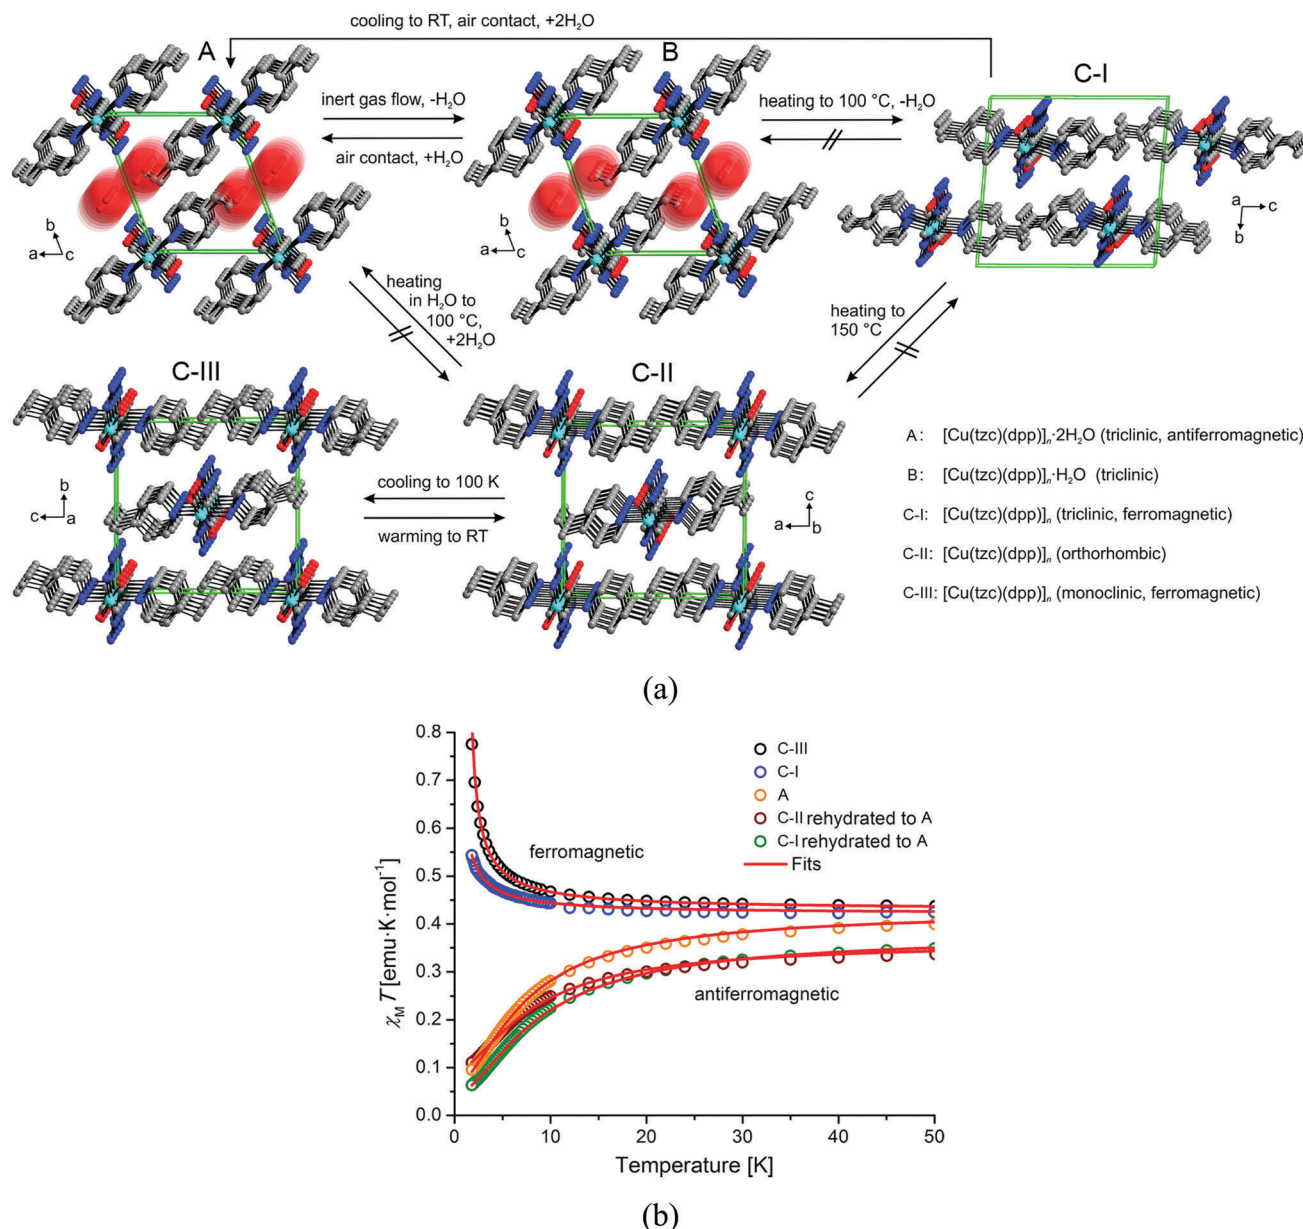 cooling to RT, air contact, +2H₂O
A
B
C-I
inert gas flow, -H₂O
air contact, +H₂O
heating to 100 °C, -H₂O
b
a
c
b
a
c
a
c
b
heating
in H₂O to
100 °C,
+2H₂O
heating to
150 °C
C-III
C-II
b
c
a
cooling to 100 K
warming to RT
c
a
b
A: [Cu(tzc)(dpp)]ₙ·2H₂O (triclinic, antiferromagnetic)
B: [Cu(tzc)(dpp)]ₙ·H₂O (triclinic)
C-I: [Cu(tzc)(dpp)]ₙ (triclinic, ferromagnetic)
C-II: [Cu(tzc)(dpp)]ₙ (orthorhombic)
C-III: [Cu(tzc)(dpp)]ₙ (monoclinic, ferromagnetic)
(a)
0.8
0.7
0.6
0.5
0.4
0.3
0.2
0.1
0.0
χ_M T [emu·K·mol⁻¹]
C-III
C-I
A
C-II rehydrated to A
C-I rehydrated to A
Fits
ferromagnetic
antiferromagnetic
0 10 20 30 40 50
Temperature [K]
(b)